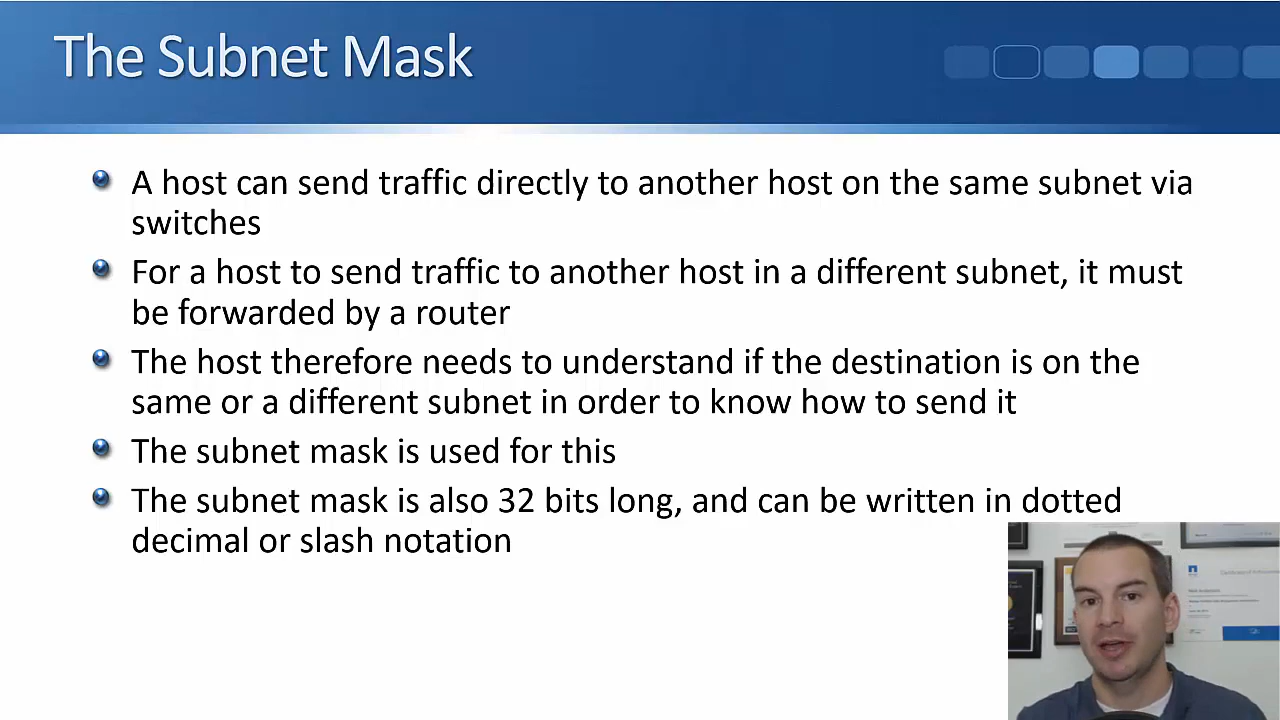 The Subnet Mask
A host can send traffic directly to another host on the same subnet via
switches
For a host to send traffic to another host in a different subnet, it must
be forwarded by a router
The host therefore needs to understand if the destination is on the
same or a different subnet in order to know how to send it
The subnet mask is used for this
The subnet mask is also 32 bits long, and can be written in dotted
decimal or slash notation